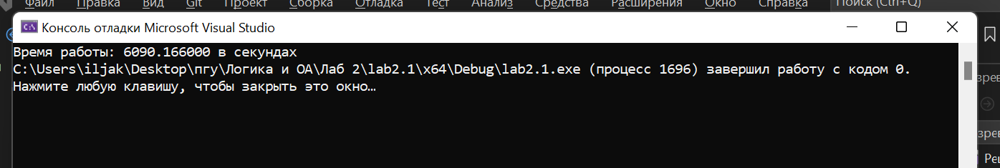 Файл Правка Вид Git Проект Сборка Отладка Тест Анализ Средства Расширения Окно Справка Поиск (Ctrl+Q)
Консоль отладки Microsoft Visual Studio
Время работы: 6090.166000 в секундах
C:\Users\iljak\Desktop\пгу\Логика и ОА\Лаб 2\lab2.1\x64\Debug\lab2.1.exe (процесс 1696) завершил работу с кодом 0.
Нажмите любую клавишу, чтобы закрыть это окно…